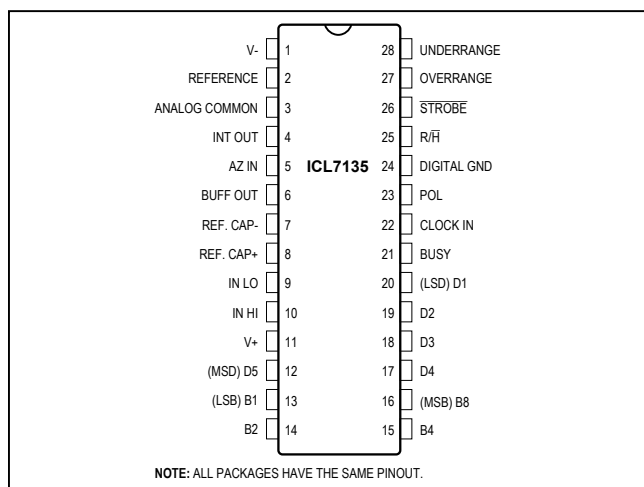 V- 1 28 UNDERRANGE
REFERENCE 2 27 OVERRANGE
ANALOG COMMON 3 26 STROBE
INT OUT 4 25 R/H
AZ IN 5 ICL7135 24 DIGITAL GND
BUFF OUT 6 23 POL
REF. CAP- 7 22 CLOCK IN
REF. CAP+ 8 21 BUSY
IN LO 9 20 (LSD) D1
IN HI 10 19 D2
V+ 11 18 D3
(MSD) D5 12 17 D4
(LSB) B1 13 16 (MSB) B8
B2 14 15 B4
NOTE: ALL PACKAGES HAVE THE SAME PINOUT.